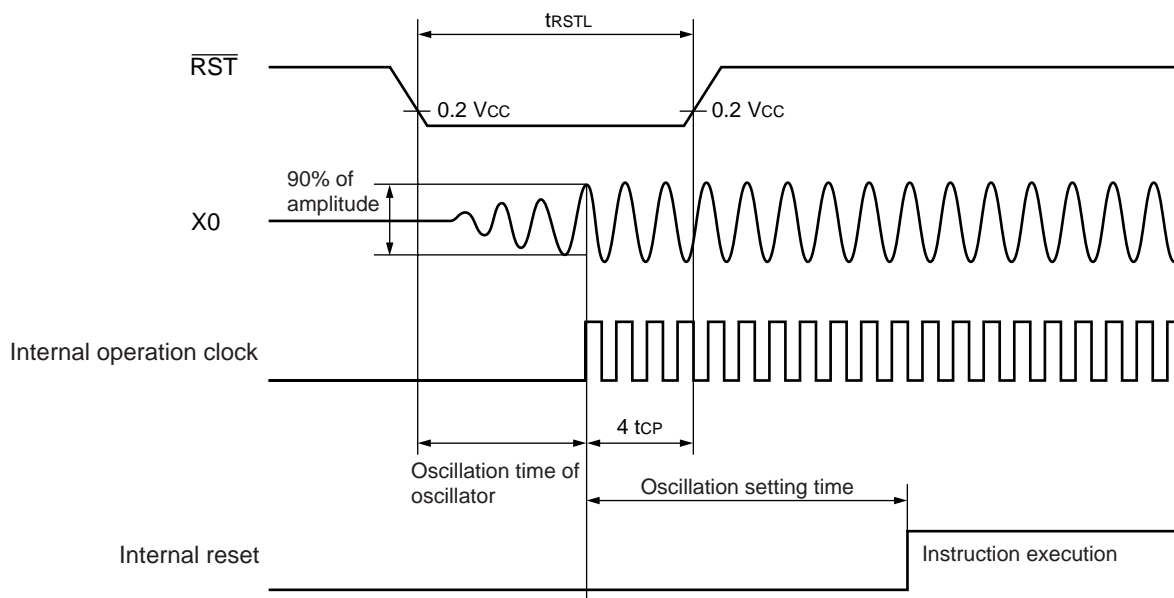 tRSTL
RST
0.2 VCC
0.2 VCC
90% of
amplitude
X0
Internal operation clock
4 tCP
Oscillation time of
oscillator
Oscillation setting time
Internal reset
Instruction execution